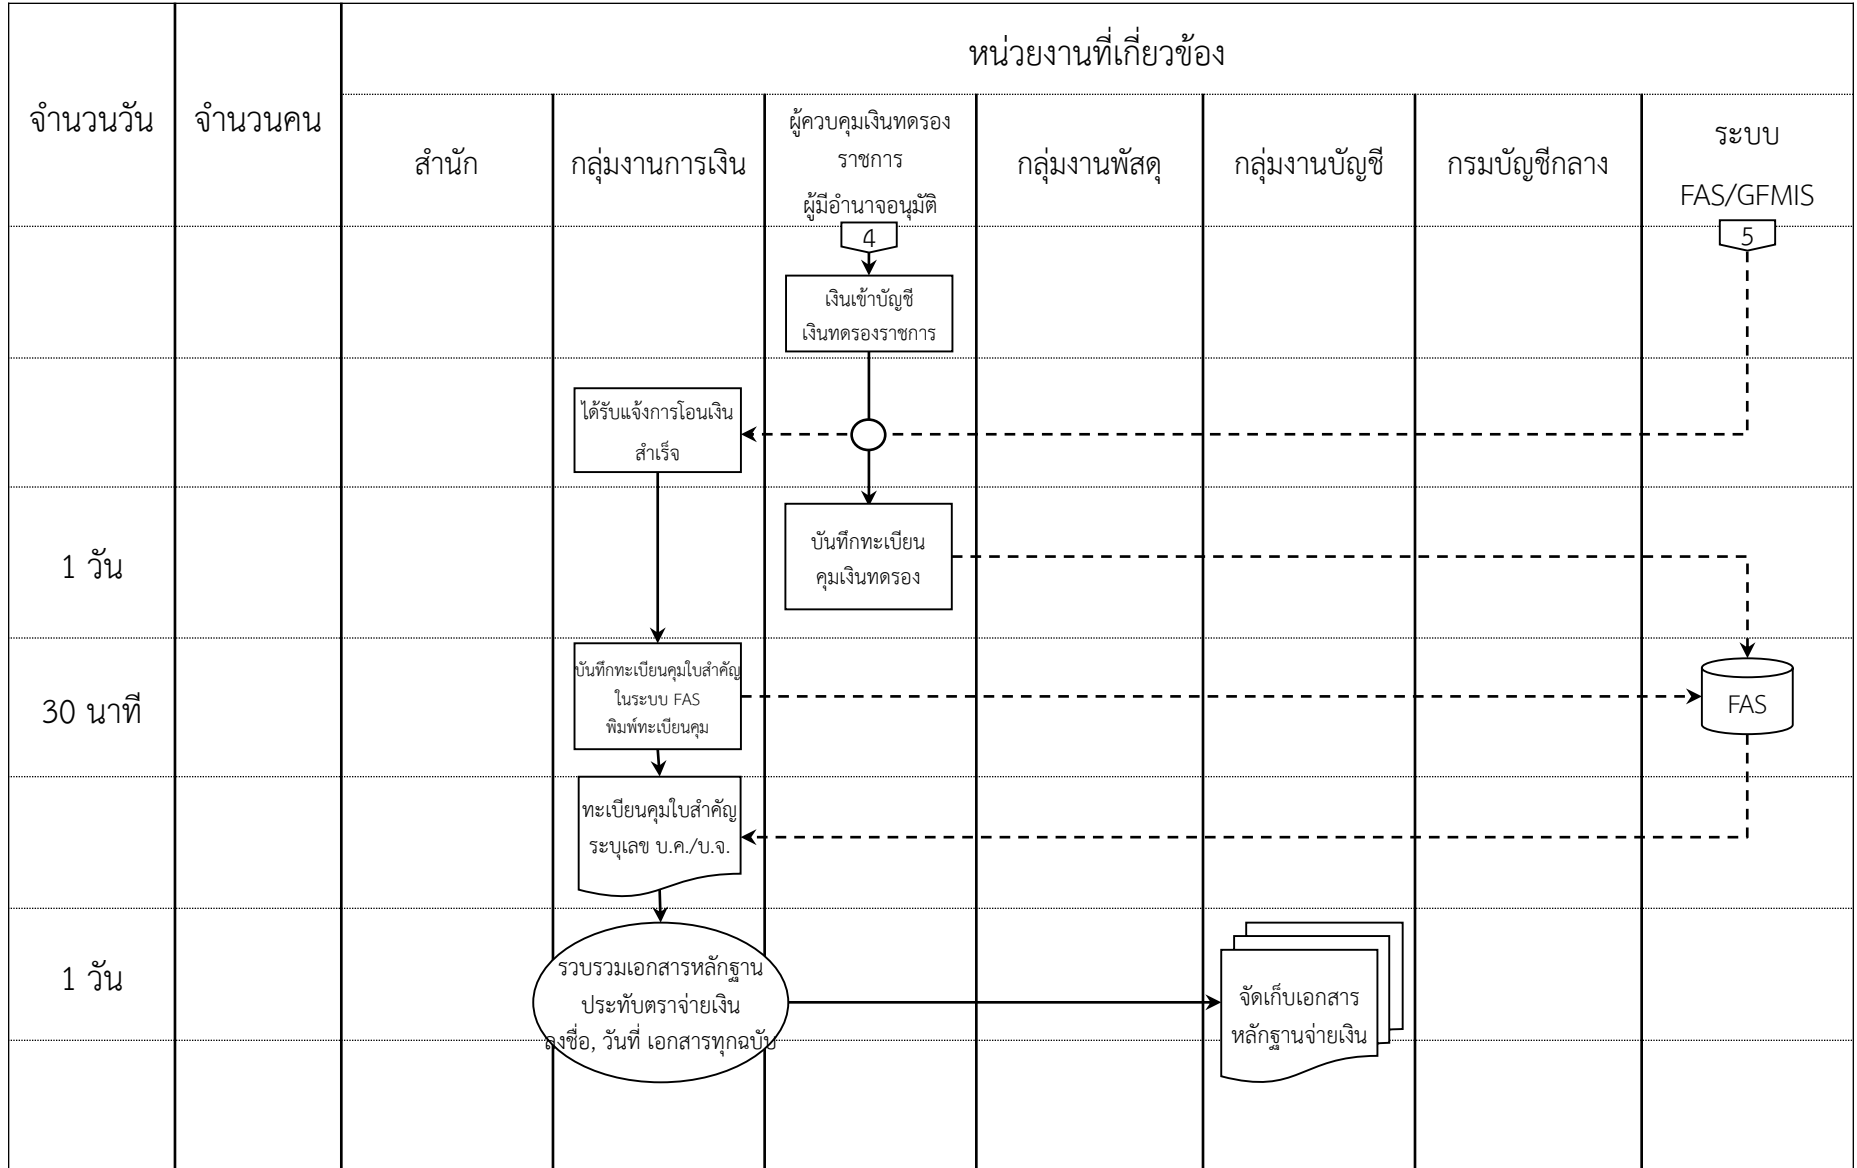 หน่วยงานที่เกี่ยวข้อง
จำนวนวัน
จำนวนคน
สำนัก
กลุ่มงานการเงิน
ผู้ควบคุมเงินทดรอง
ราชการ
ผู้มีอำนาจอนุมัติ
กลุ่มงานพัสดุ
กลุ่มงานบัญชี
กรมบัญชีกลาง
ระบบ
FAS/GFMIS
4
5
เงินเข้าบัญชี
เงินทดรองราชการ
ได้รับแจ้งการโอนเงิน
สำเร็จ
1 วัน
บันทึกทะเบียน
คุมเงินทดรอง
30 นาที
บันทึกทะเบียนคุมใบสำคัญ
ในระบบ FAS
พิมพ์ทะเบียนคุม
FAS
ทะเบียนคุมใบสำคัญ
ระบุเลข บ.ค./บ.จ.
1 วัน
รวบรวมเอกสารหลักฐาน
ประทับตราจ่ายเงิน
ลงชื่อ, วันที่ เอกสารทุกฉบับ
จัดเก็บเอกสาร
หลักฐานจ่ายเงิน